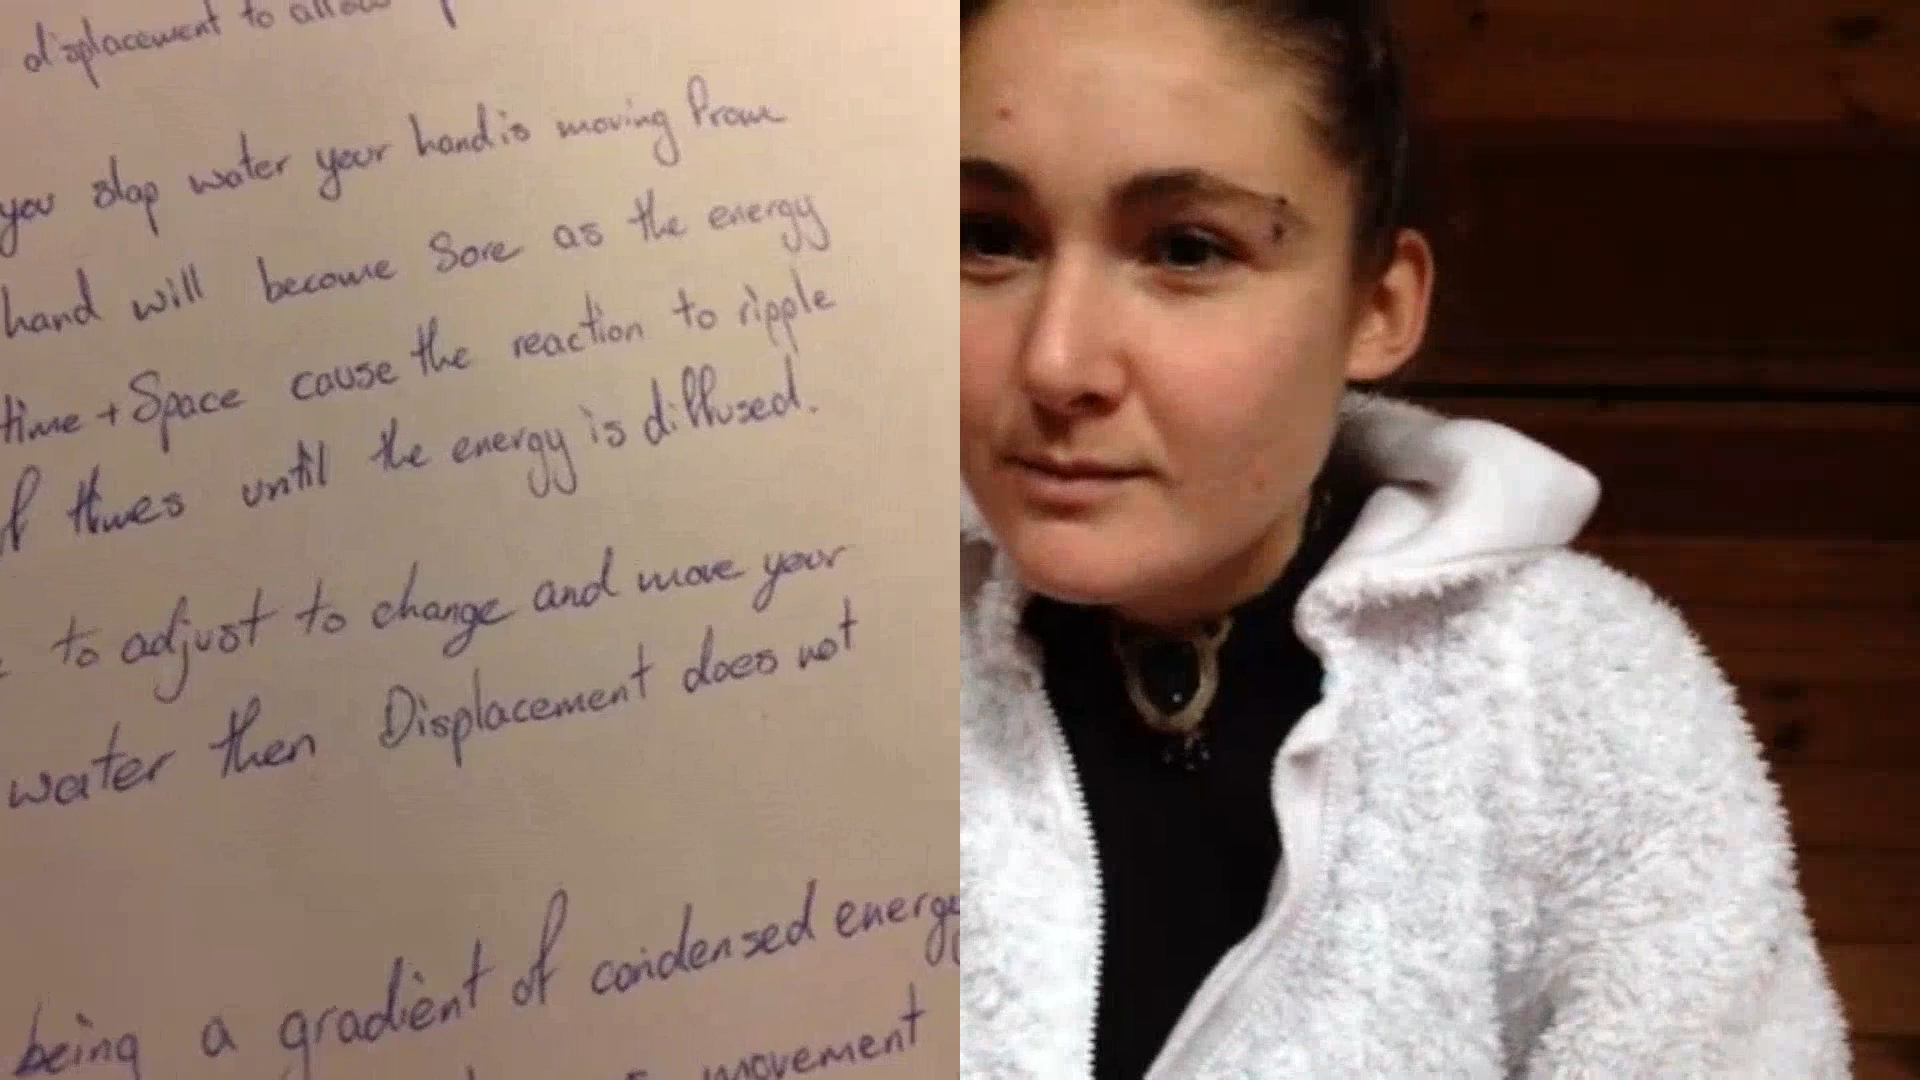 displacement to allow
you slap water your hand is moving from
hand will become Sore as the energy
time + Space cause the reaction to ripple
of times until the energy is diffused.
to adjust to change and move your
water then Displacement does not
being a gradient of condensed energy
movement